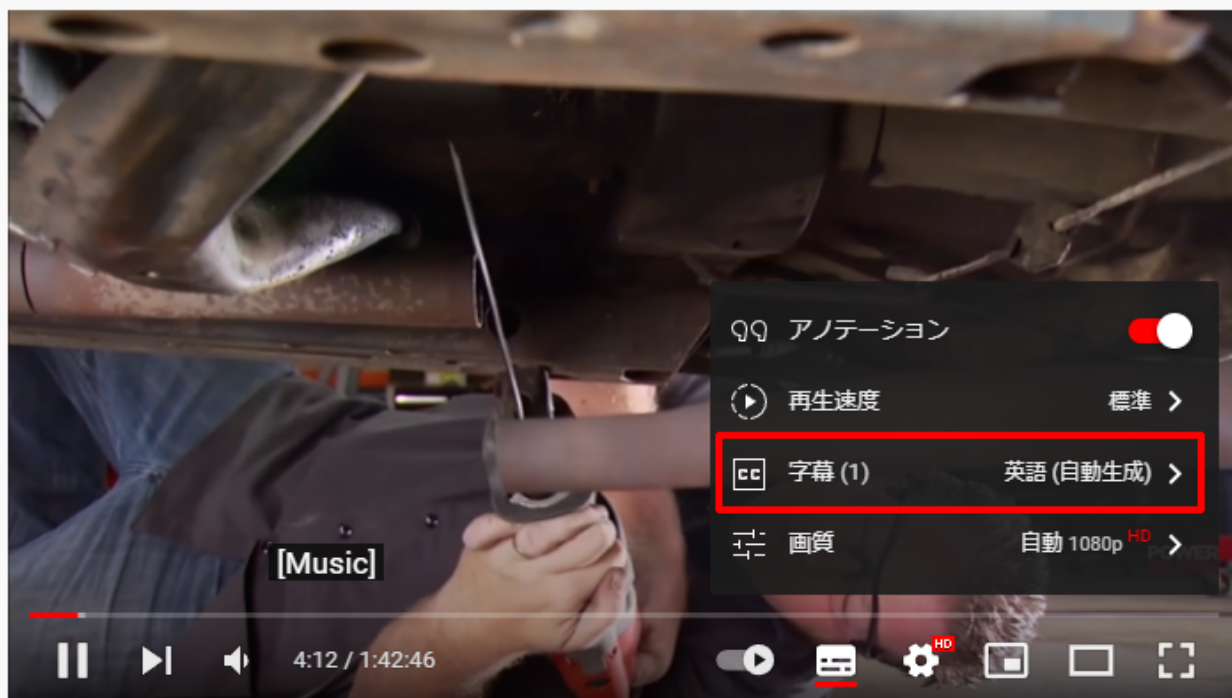 アノテーション
再生速度 標準
字幕 (1) 英語 (自動生成)
画質 自動 1080p HD
POWER
[Music]
4:12 / 1:42:46
HD